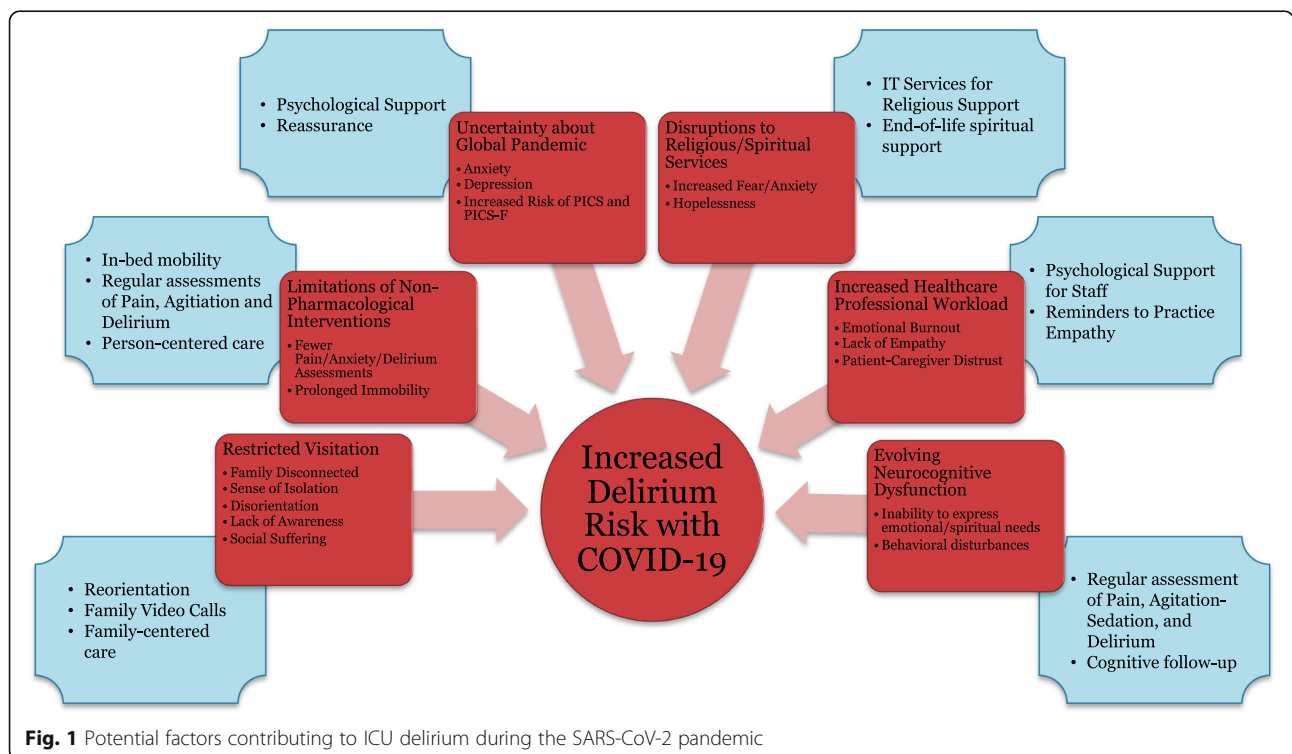 • Psychological Support
• Reassurance
Uncertainty about
Global Pandemic
• Anxiety
• Depression
• Increased Risk of PICS and
PICS-F
Disruptions to
Religious/Spiritual
Services
• Increased Fear/Anxiety
• Hopelessness
• IT Services for
Religious Support
• End-of-life spiritual
support
• In-bed mobility
• Regular assessments
of Pain, Agitiation and
Delirium
• Person-centered care
Limitations of Non-
Pharmacological
Interventions
• Fewer
Pain/Anxiety/Delirium
Assessments
• Prolonged Immobility
Increased Healthcare
Professional Workload
• Emotional Burnout
• Lack of Empathy
• Patient-Caregiver Distrust
• Psychological Support
for Staff
• Reminders to Practice
Empathy
Restricted Visitation
• Family Disconnected
• Sense of Isolation
• Disorientation
• Lack of Awareness
• Social Suffering
• Reorientation
• Family Video Calls
• Family-centered
care
Increased
Delirium
Risk with
COVID-19
Evolving
Neurocognitive
Dysfunction
• Inability to express
emotional/spiritual needs
• Behavioral disturbances
• Regular assessment
of Pain, Agitation-
Sedation, and
Delirium
• Cognitive follow-up
Fig. 1 Potential factors contributing to ICU delirium during the SARS-CoV-2 pandemic